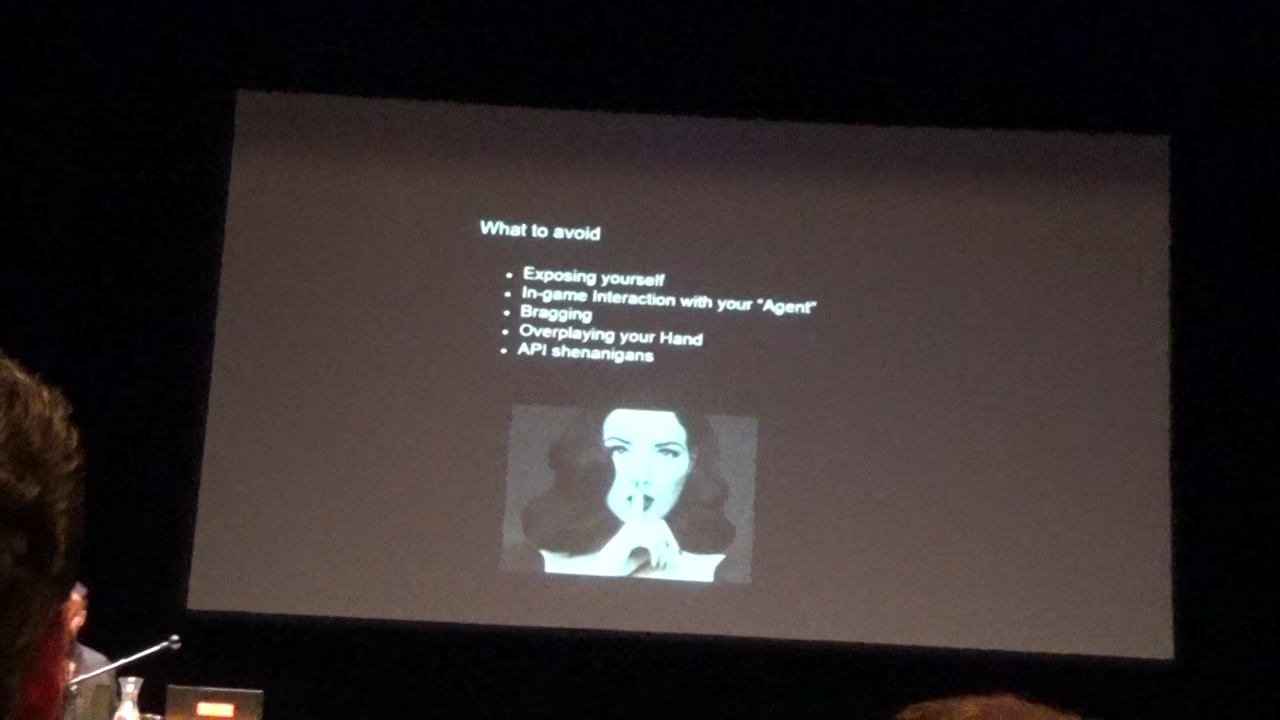 What to avoid
• Exposing yourself
• In-game Interaction with your "Agent"
• Bragging
• Overplaying your Hand
• API shenanigans